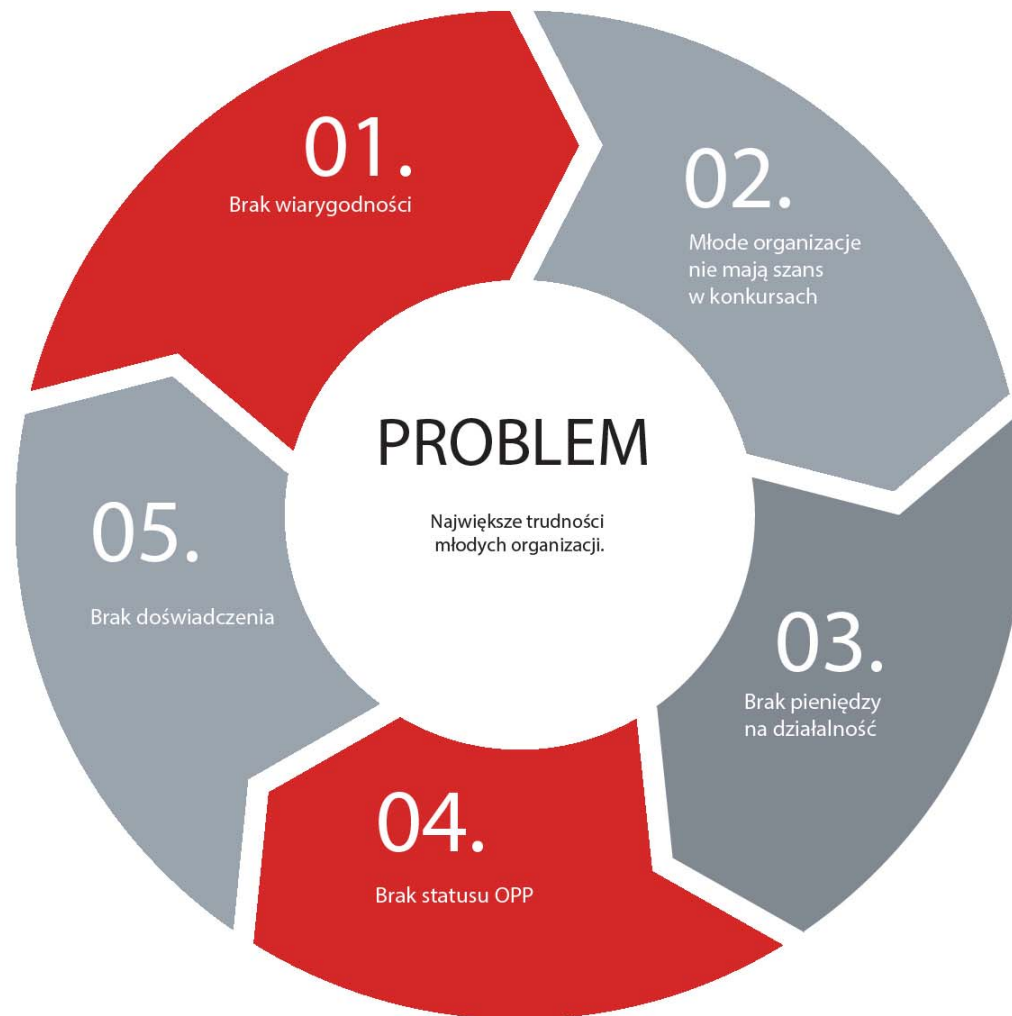 PROBLEM
Największe trudności
młodych organizacji.
01.
Brak wiarygodności
02.
Młode organizacje
nie mają szans
w konkursach
03.
Brak pieniędzy
na działalność
04.
Brak statusu OPP
05.
Brak doświadczenia